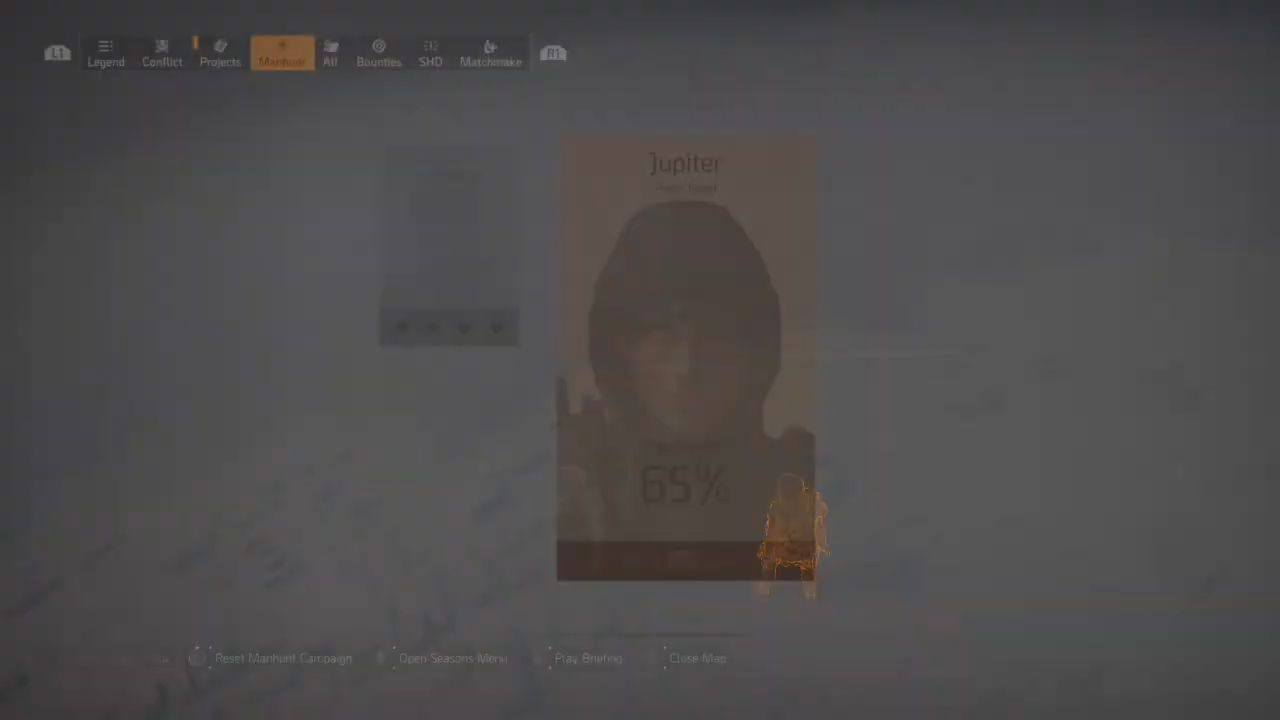 L1
Legend
Conflict
Projects
Manhunt
All
Bounties
SHD
Matchmake
R1
Jupiter
65%
Reset Manhunt Campaign
Open Seasons Menu
Play Briefing
Close Map